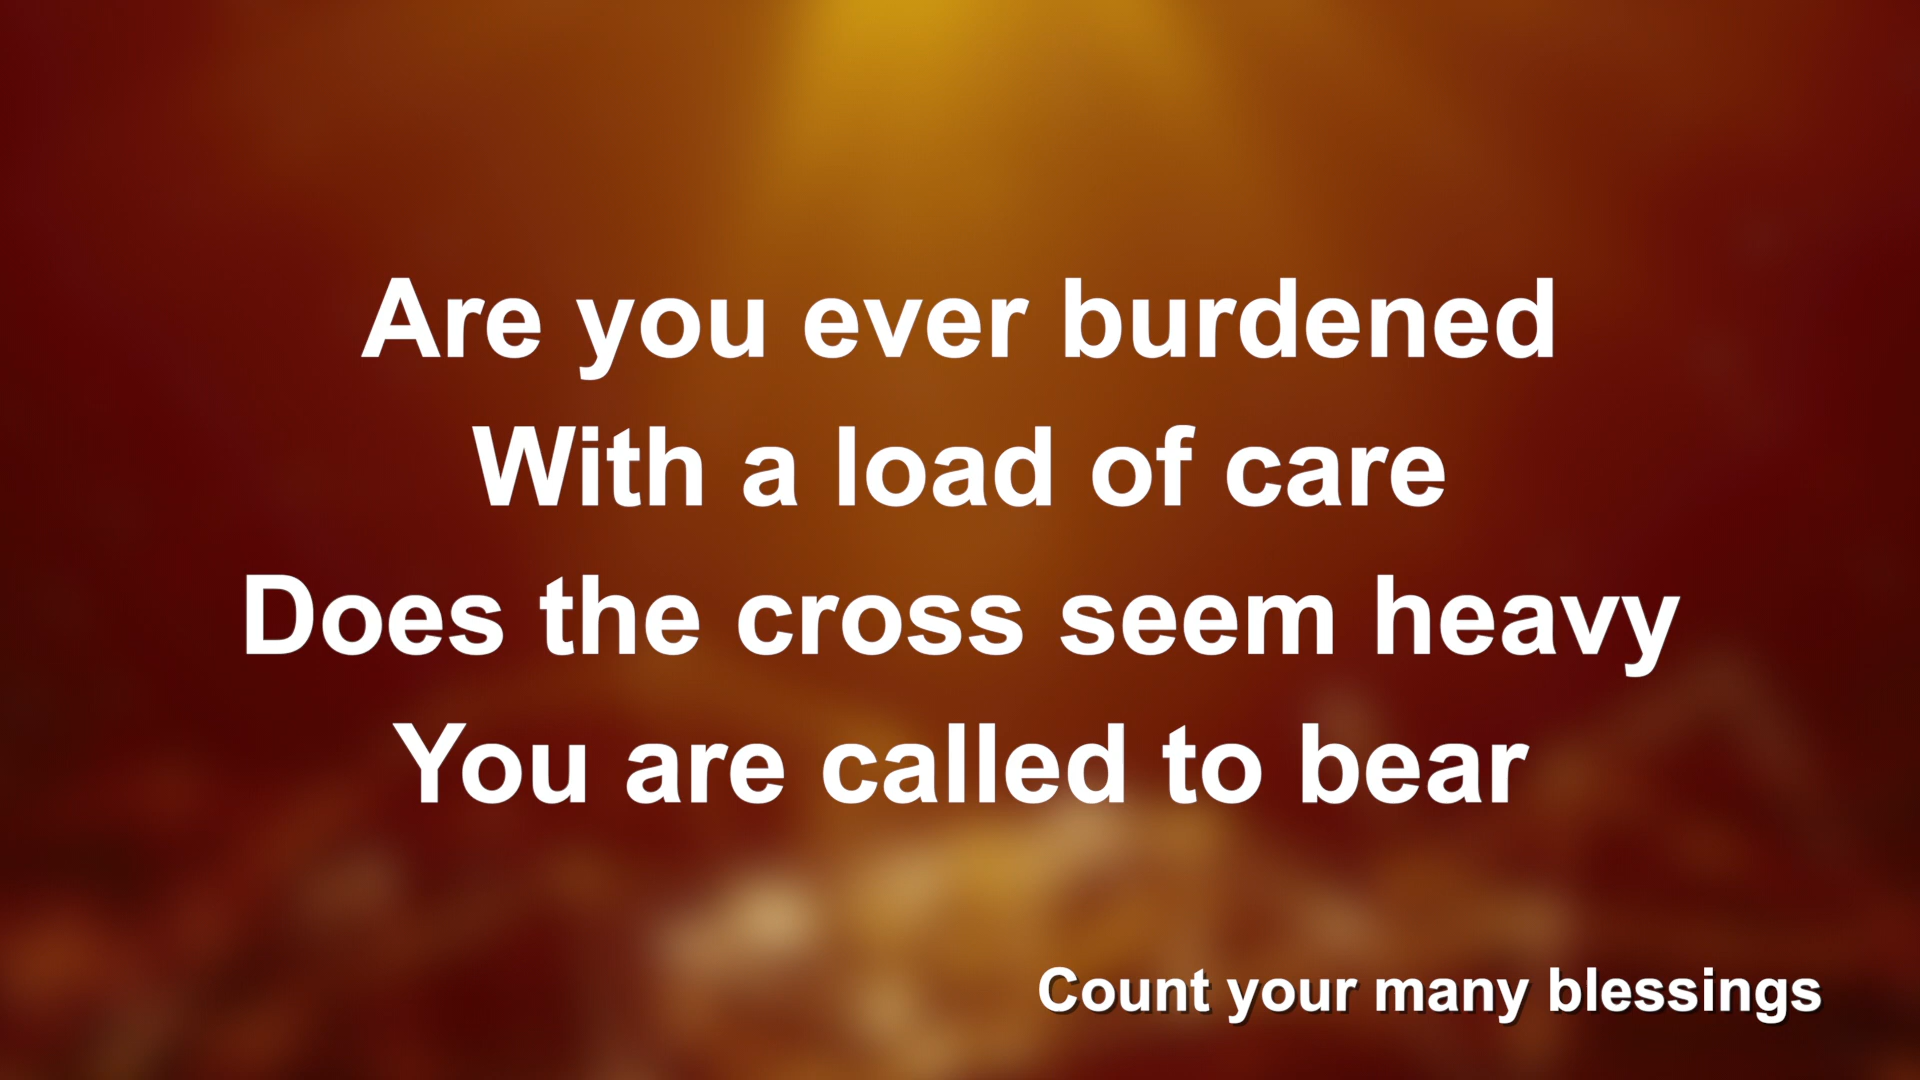 Are you ever burdened
With a load of care
Does the cross seem heavy
You are called to bear
Count your many blessings